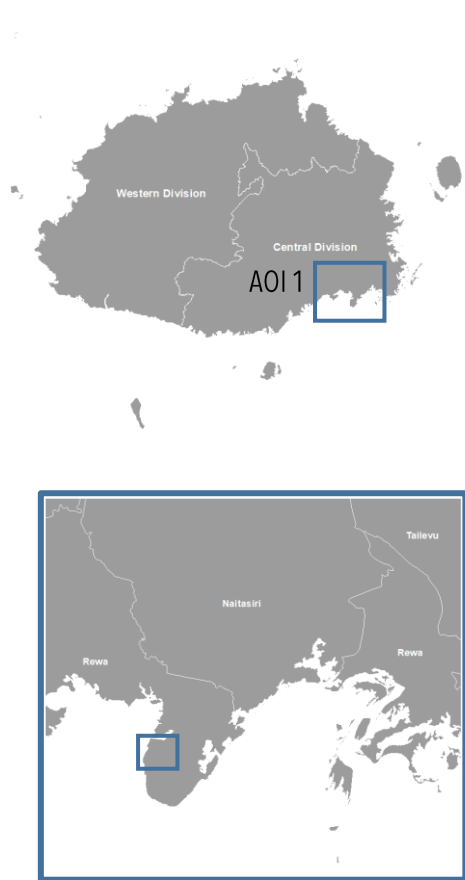 Western Division
Central Division
AOI 1
Tailevu
Naitasiri
Rewa
Rewa